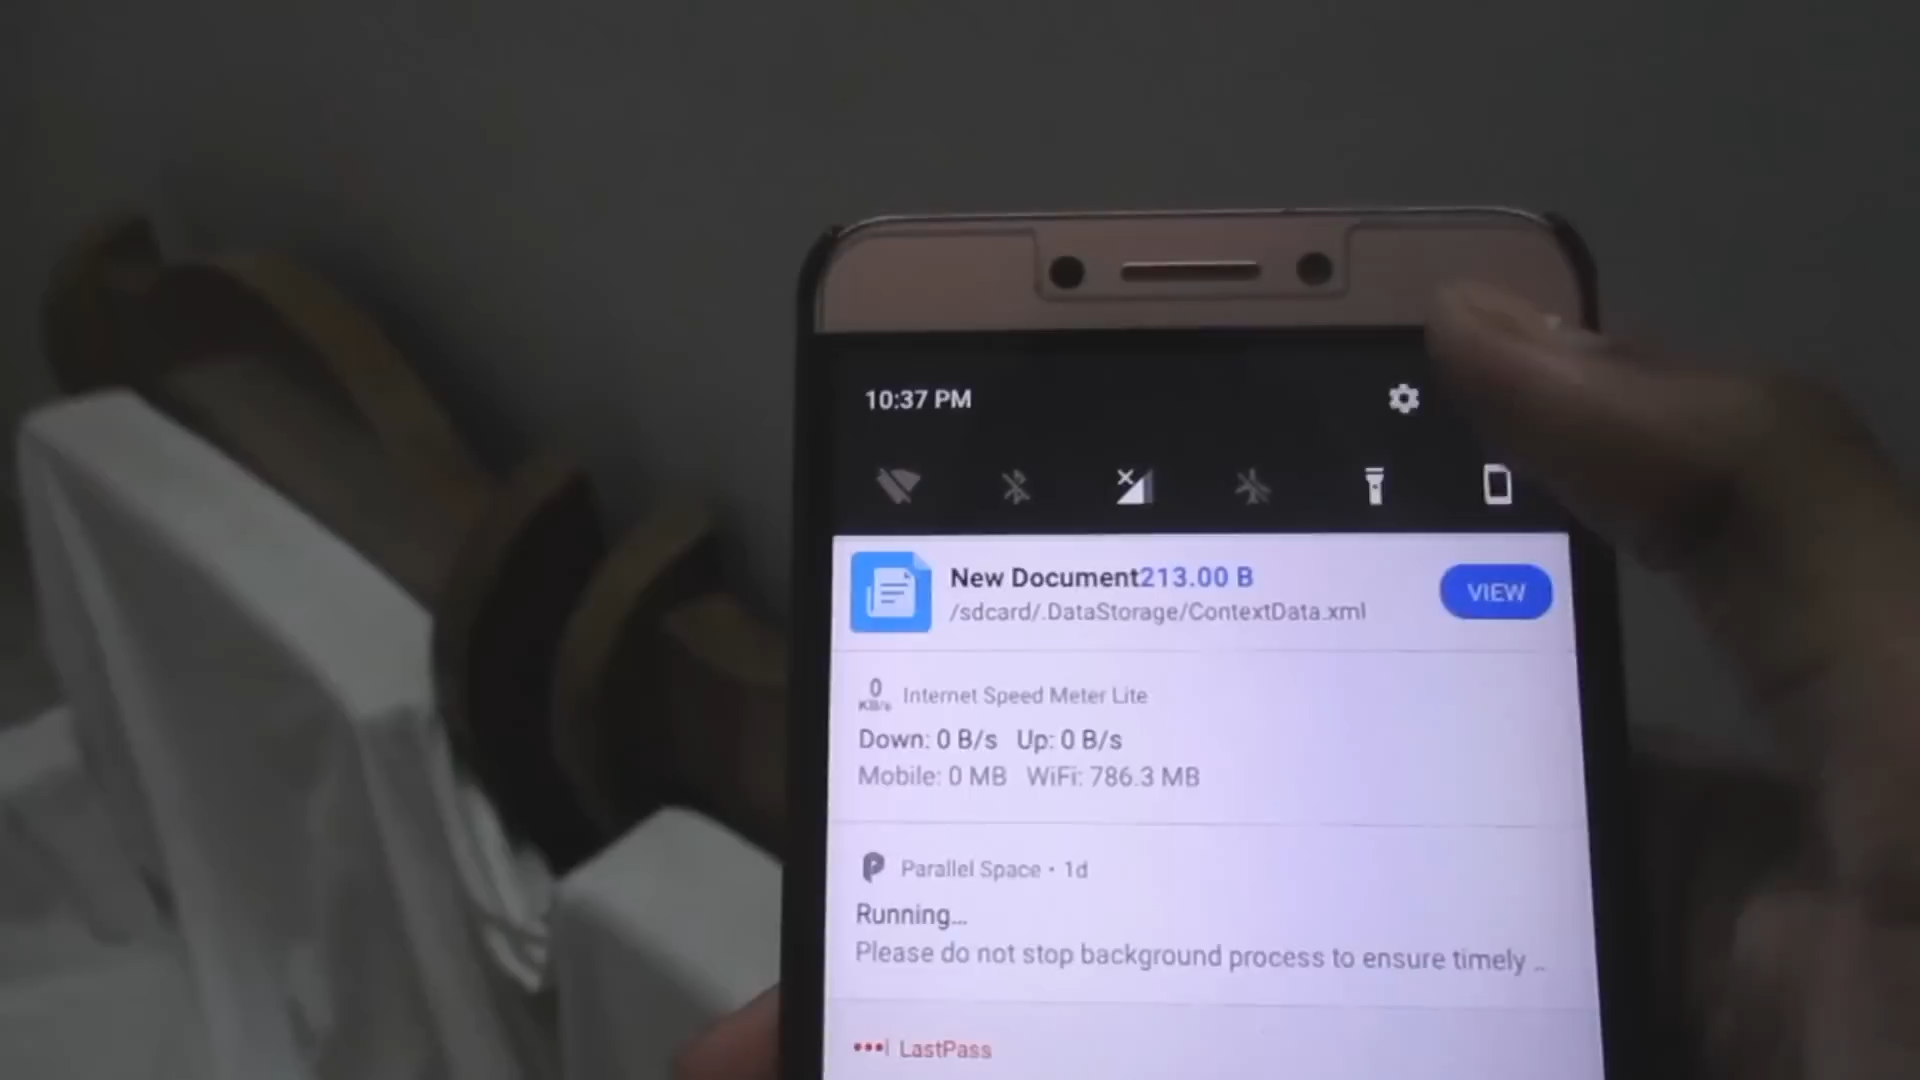 10:37 PM
New Document213.00 B
/sdcard/.DataStorage/ContextData.xml
VIEW
0
KB/s
Internet Speed Meter Lite
Down: 0 B/s Up: 0 B/s
Mobile: 0 MB WiFi: 786.3 MB
Parallel Space • 1d
Running...
Please do not stop background process to ensure timely ..
LastPass